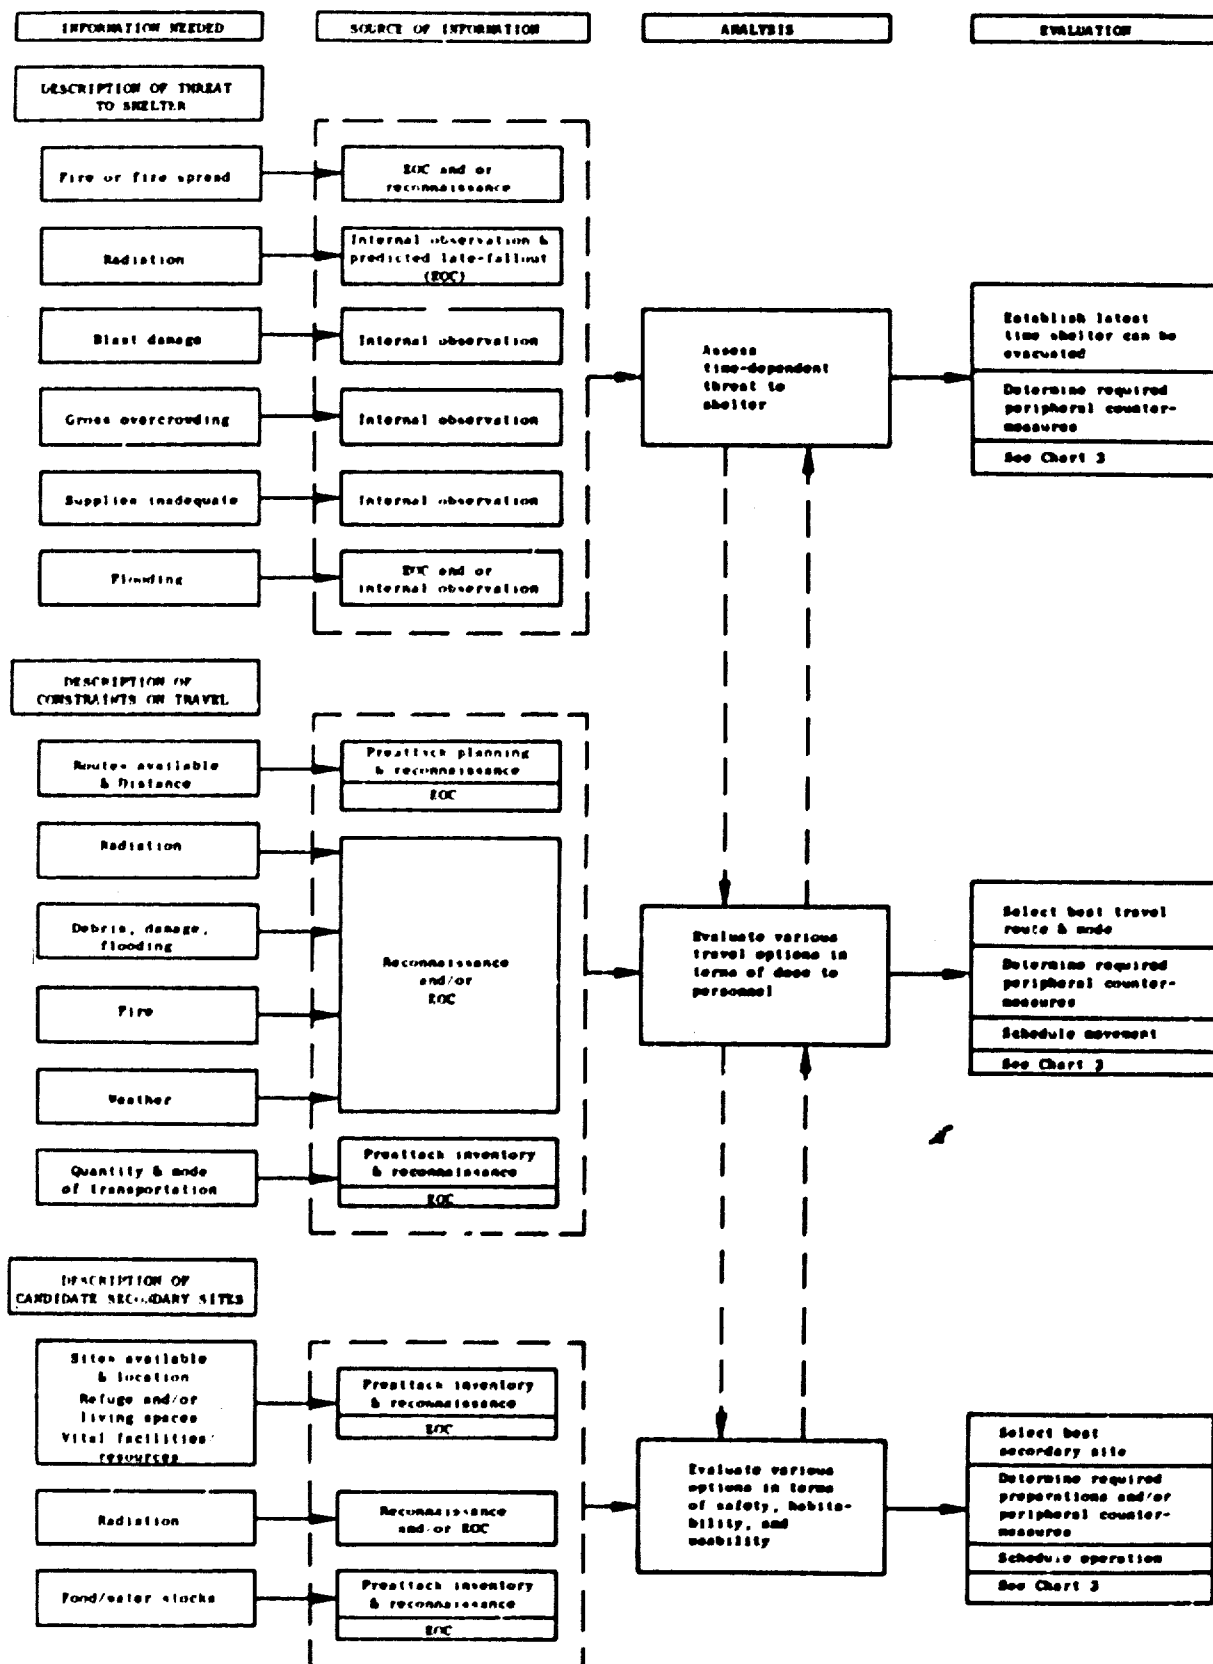 INFORMATION NEEDED
SOURCE OF INFORMATION
ANALYSIS
EVALUATION
DESCRIPTION OF THREAT
TO SHELTER
Fire or fire spread
EOC and or
reconnaissance
Radiation
Internal observation &
predicted late-fallout
(EOC)
Blast damage
Internal observation
Gross overcrowding
Internal observation
Supplies inadequate
Internal observation
Flooding
EOC and or
internal observation
Assess
time-dependent
threat to
shelter
Establish latest
time shelter can be
evacuated
Determine required
peripheral counter-
measures
See Chart 3
DESCRIPTION OF
CONSTRAINTS ON TRAVEL
Routes available
& Distance
Preattack planning
& reconnaissance
EOC
Radiation
Debris, damage,
flooding
Fire
Weather
Reconnaissance
and/or
EOC
Quantity & mode
of transportation
Preattack inventory
& reconnaissance
EOC
Evaluate various
travel options in
terms of dose to
personnel
Select best travel
route & mode
Determine required
peripheral counter-
measures
Schedule movement
See Chart 3
DESCRIPTION OF
CANDIDATE SECONDARY SITES
Sites available
& location
Refuge and/or
living spaces
Vital facilities/
resources
Preattack inventory
& reconnaissance
EOC
Radiation
Reconnaissance
and/or EOC
Food/water stocks
Preattack inventory
& reconnaissance
EOC
Evaluate various
options in terms
of safety, habita-
bility, and
usability
Select best
secondary site
Determine required
preparations and/or
peripheral counter-
measures
Schedule operation
See Chart 3